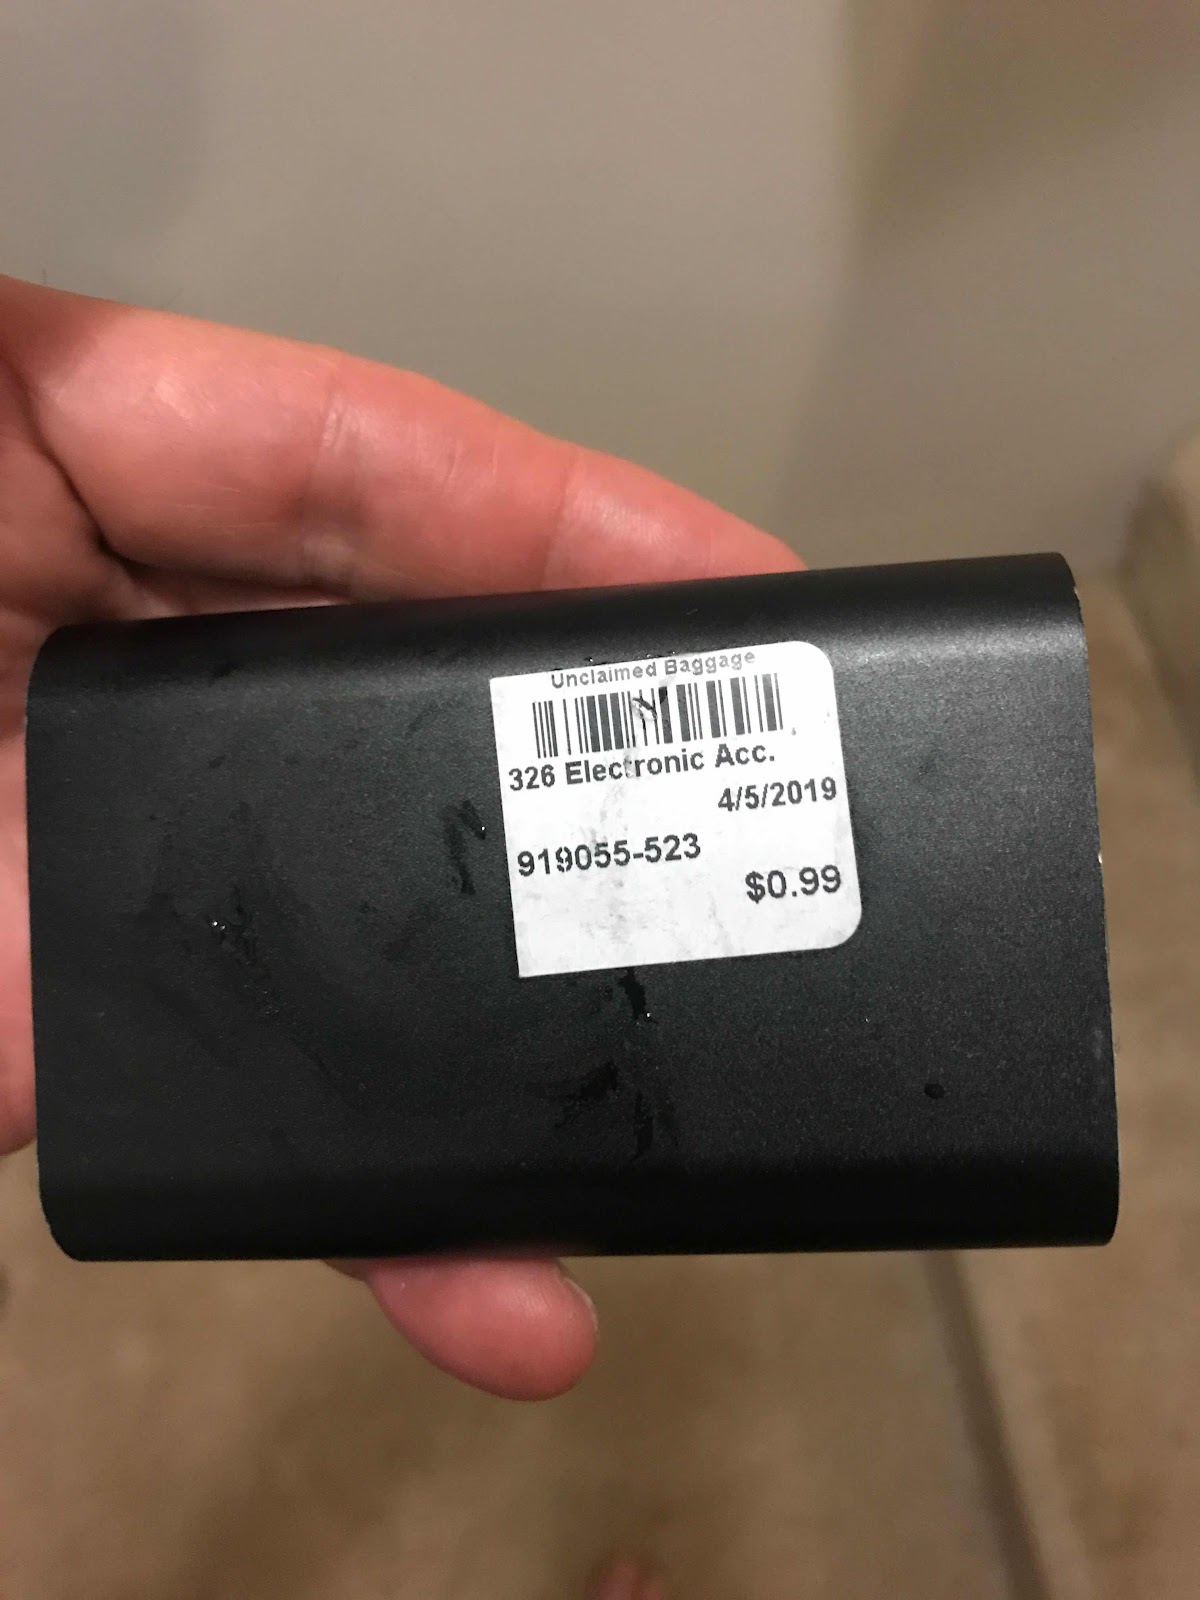 Unclaimed Baggage
326 Electronic Acc.
4/5/2019
919055-523
$0.99